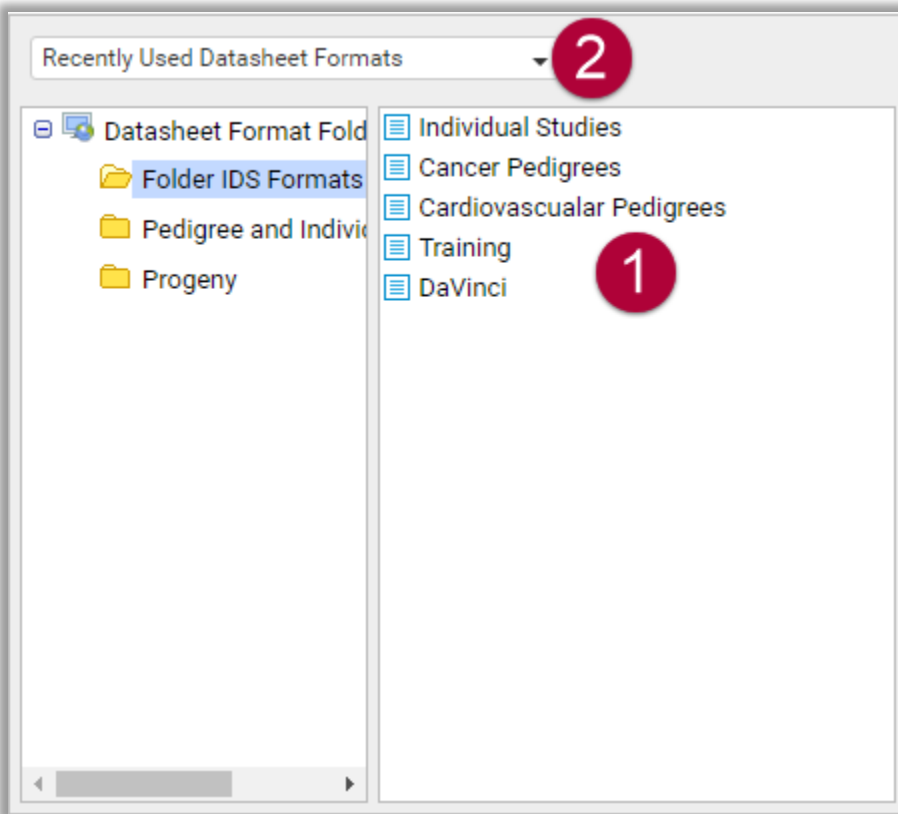 Recently Used Datasheet Formats
2
Datasheet Format Fold
Folder IDS Formats
Pedigree and Indivi
Progeny
Individual Studies
Cancer Pedigrees
Cardiovascualar Pedigrees
Training
DaVinci
1